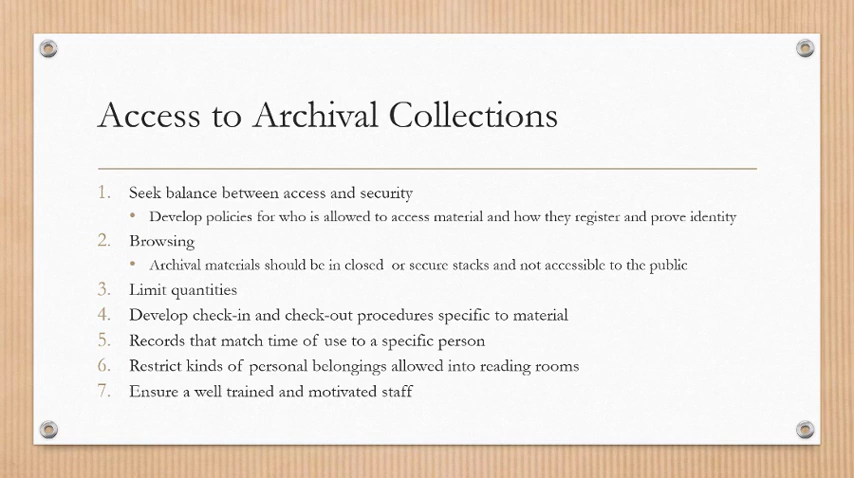 Access to Archival Collections
1. Seek balance between access and security
• Develop policies for who is allowed to access material and how they register and prove identity
2. Browsing
• Archival materials should be in closed or secure stacks and not accessible to the public
3. Limit quantities
4. Develop check-in and check-out procedures specific to material
5. Records that match time of use to a specific person
6. Restrict kinds of personal belongings allowed into reading rooms
7. Ensure a well trained and motivated staff